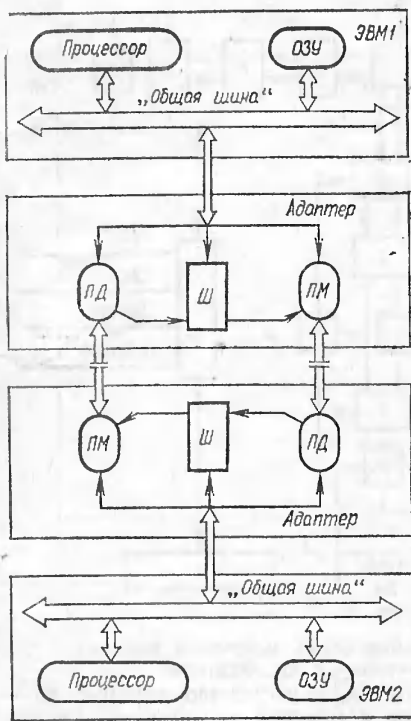 ЭВМ1
Процессор
ОЗУ
„Общая шина“
Адаптер
ПД
Ш
ПМ
ПМ
Ш
ПД
Адаптер
„Общая шина“
Процессор
ОЗУ
ЭВМ2